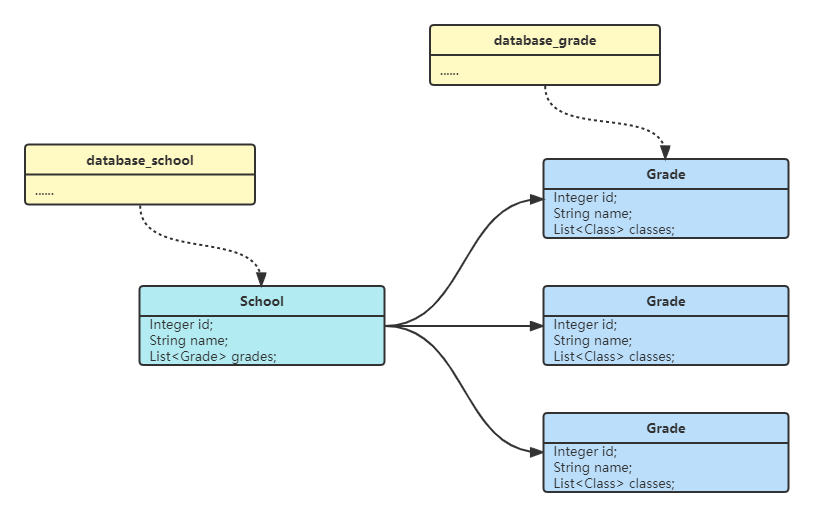 database_grade
......
database_school
......
Grade
Integer id;
String name;
List<Class> classes;
School
Integer id;
String name;
List<Grade> grades;
Grade
Integer id;
String name;
List<Class> classes;
Grade
Integer id;
String name;
List<Class> classes;